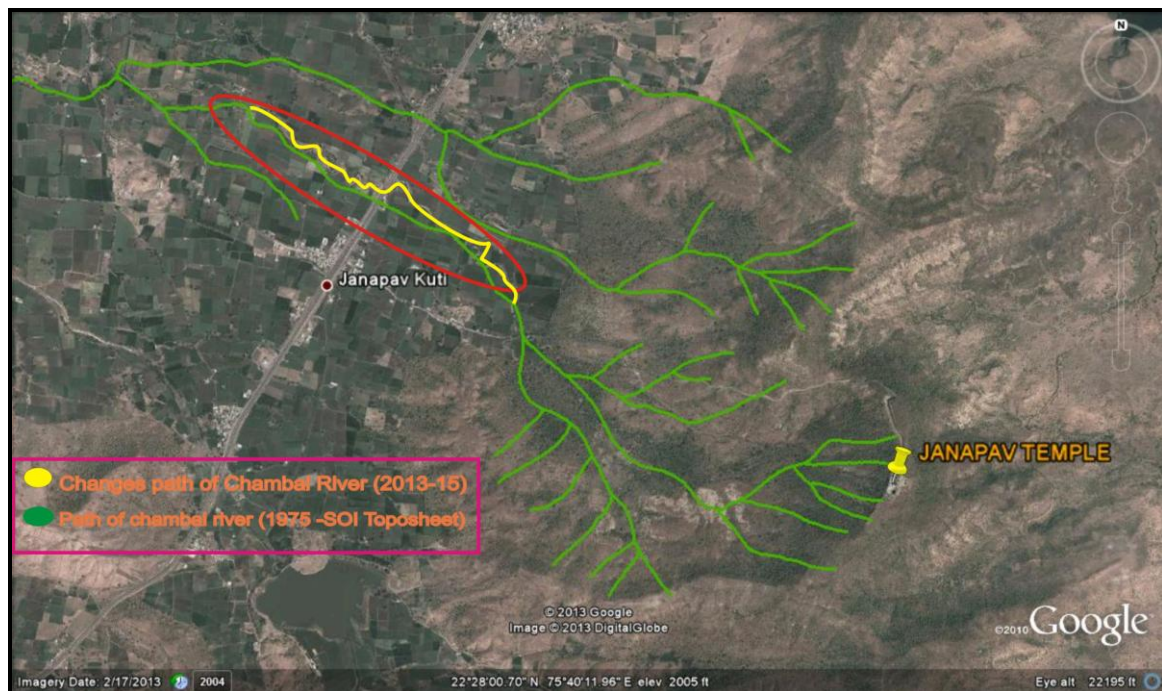 N
Janapav Kuti
JANAPAV TEMPLE
Changes path of Chambal River (2013-15)
Path of chambal river (1975 -SOI Toposheet)
© 2013 Google
Image © 2013 DigitalGlobe
©2010 Google
Imagery Date: 2/17/2013 2004 22°28'00.70" N 75°40'11.96" E elev 2005 ft Eye alt 22195 ft